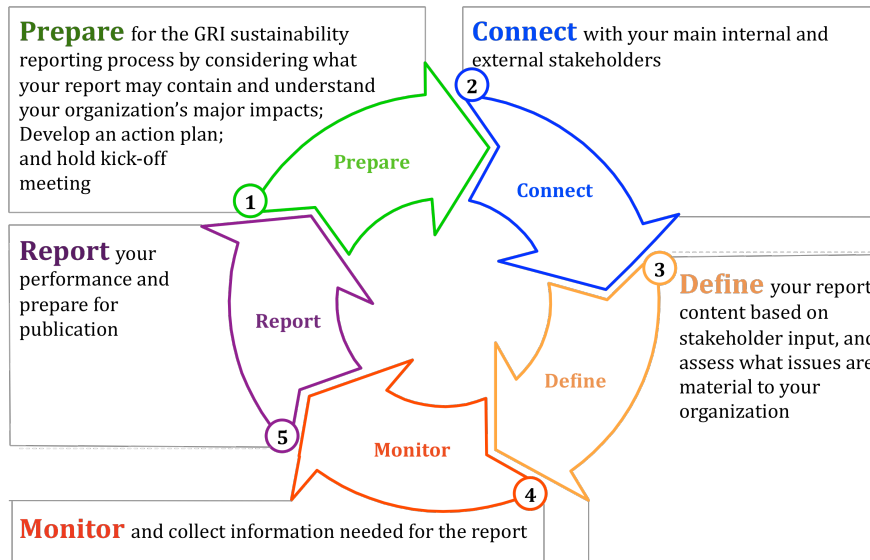 Prepare for the GRI sustainability
reporting process by considering what
your report may contain and understand
your organization’s major impacts;
Develop an action plan;
and hold kick-off
meeting
Connect with your main internal and
external stakeholders
2
Prepare
Connect
1
Report your
performance and
prepare for
publication
3
Define your report
content based on
stakeholder input, and
assess what issues are
material to your
organization
Report
Define
5
Monitor
4
Monitor and collect information needed for the report